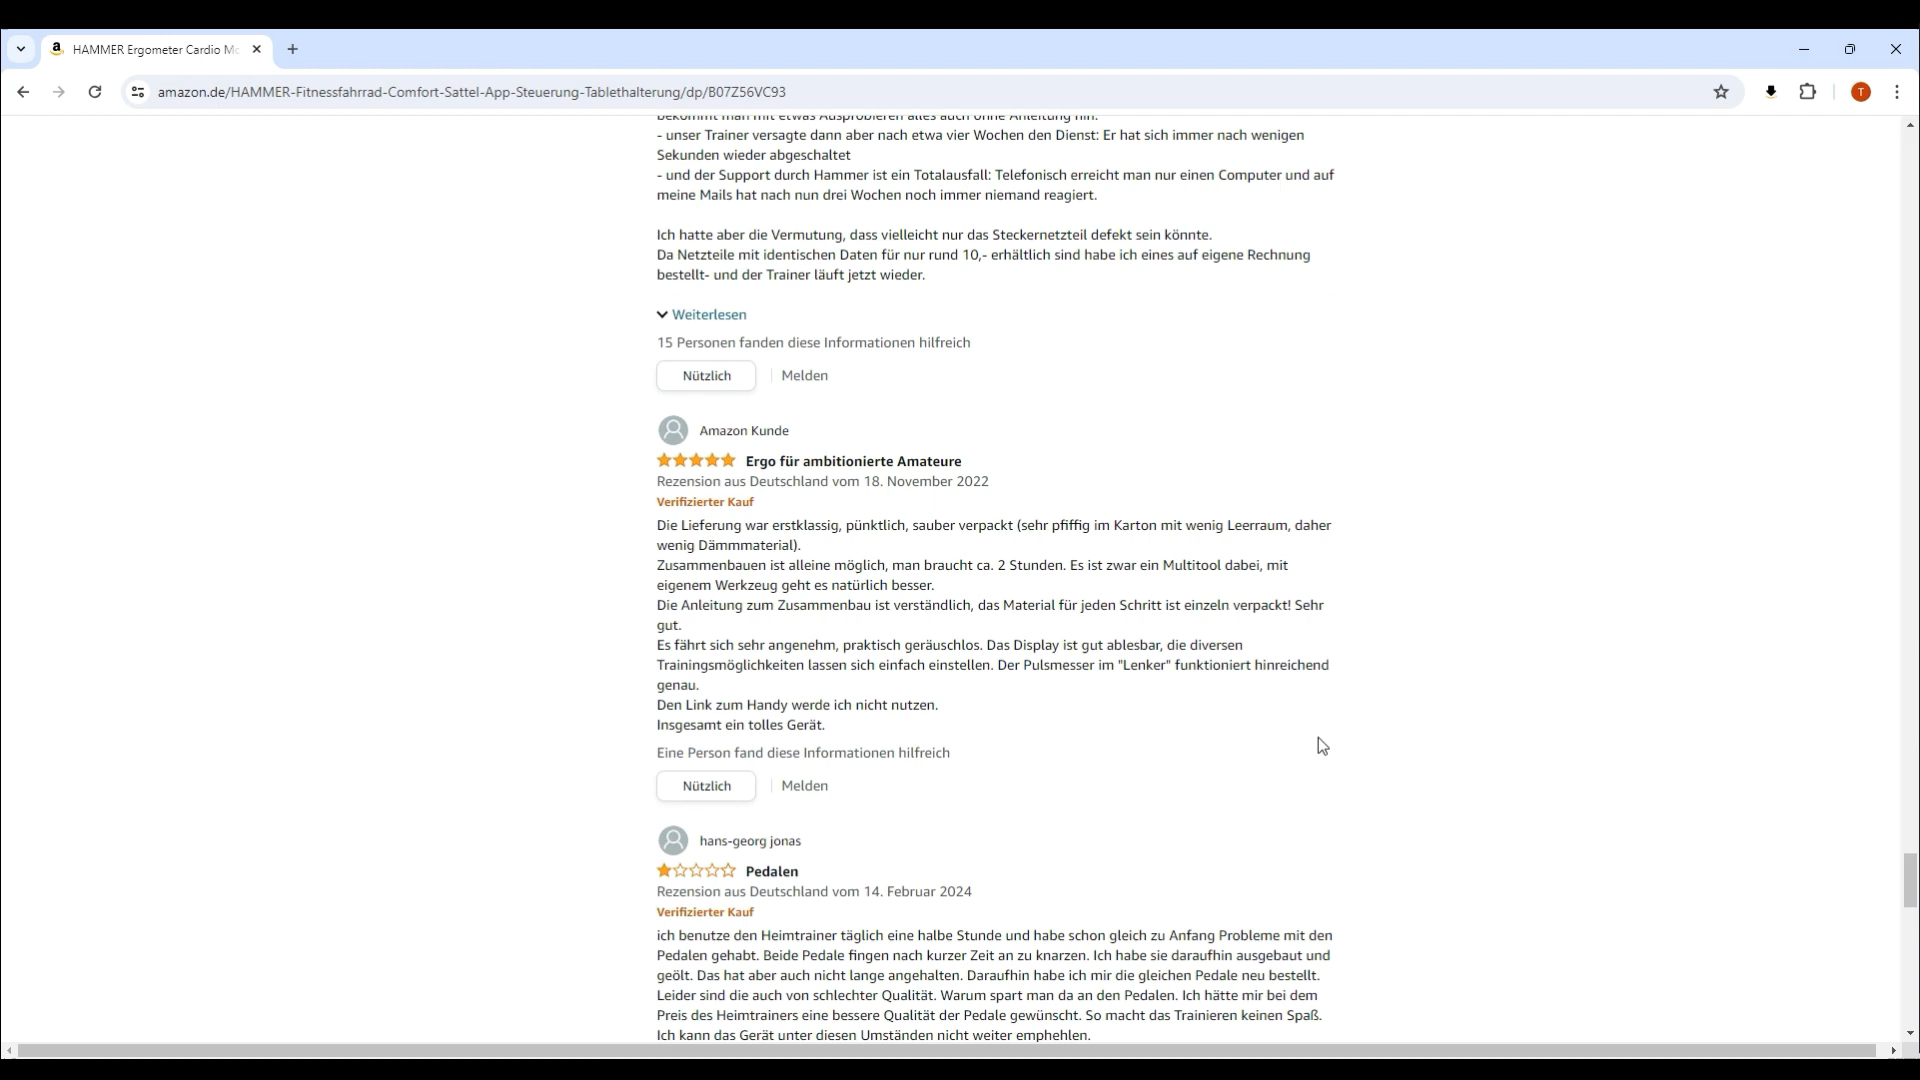 HAMMER Ergometer Cardio Mo
amazon.de/HAMMER-Fitnessfahrrad-Comfort-Sattel-App-Steuerung-Tablethalterung/dp/B07Z56VC93
T
bekommt man mit etwas Ausprobieren alles auch ohne Anleitung hin.
- unser Trainer versagte dann aber nach etwa vier Wochen den Dienst: Er hat sich immer nach wenigen
Sekunden wieder abgeschaltet
- und der Support durch Hammer ist ein Totalausfall: Telefonisch erreicht man nur einen Computer und auf
meine Mails hat nach nun drei Wochen noch immer niemand reagiert.
Ich hatte aber die Vermutung, dass vielleicht nur das Steckernetzteil defekt sein könnte.
Da Netzteile mit identischen Daten für nur rund 10,- erhältlich sind habe ich eines auf eigene Rechnung
bestellt- und der Trainer läuft jetzt wieder.
Weiterlesen
15 Personen fanden diese Informationen hilfreich
Nützlich
Melden
Amazon Kunde
Ergo für ambitionierte Amateure
Rezension aus Deutschland vom 18. November 2022
Verifizierter Kauf
Die Lieferung war erstklassig, pünktlich, sauber verpackt (sehr pfiffig im Karton mit wenig Leerraum, daher
wenig Dämmmaterial).
Zusammenbauen ist alleine möglich, man braucht ca. 2 Stunden. Es ist zwar ein Multitool dabei, mit
eigenem Werkzeug geht es natürlich besser.
Die Anleitung zum Zusammenbau ist verständlich, das Material für jeden Schritt ist einzeln verpackt! Sehr
gut.
Es fährt sich sehr angenehm, praktisch geräuschlos. Das Display ist gut ablesbar, die diversen
Trainingsmöglichkeiten lassen sich einfach einstellen. Der Pulsmesser im "Lenker" funktioniert hinreichend
genau.
Den Link zum Handy werde ich nicht nutzen.
Insgesamt ein tolles Gerät.
Eine Person fand diese Informationen hilfreich
Nützlich
Melden
hans-georg jonas
Pedalen
Rezension aus Deutschland vom 14. Februar 2024
Verifizierter Kauf
ich benutze den Heimtrainer täglich eine halbe Stunde und habe schon gleich zu Anfang Probleme mit den
Pedalen gehabt. Beide Pedale fingen nach kurzer Zeit an zu knarzen. Ich habe sie daraufhin ausgebaut und
geölt. Das hat aber auch nicht lange angehalten. Daraufhin habe ich mir die gleichen Pedale neu bestellt.
Leider sind die auch von schlechter Qualität. Warum spart man da an den Pedalen. Ich hätte mir bei dem
Preis des Heimtrainers eine bessere Qualität der Pedale gewünscht. So macht das Trainieren keinen Spaß.
Ich kann das Gerät unter diesen Umständen nicht weiter empfehlen.